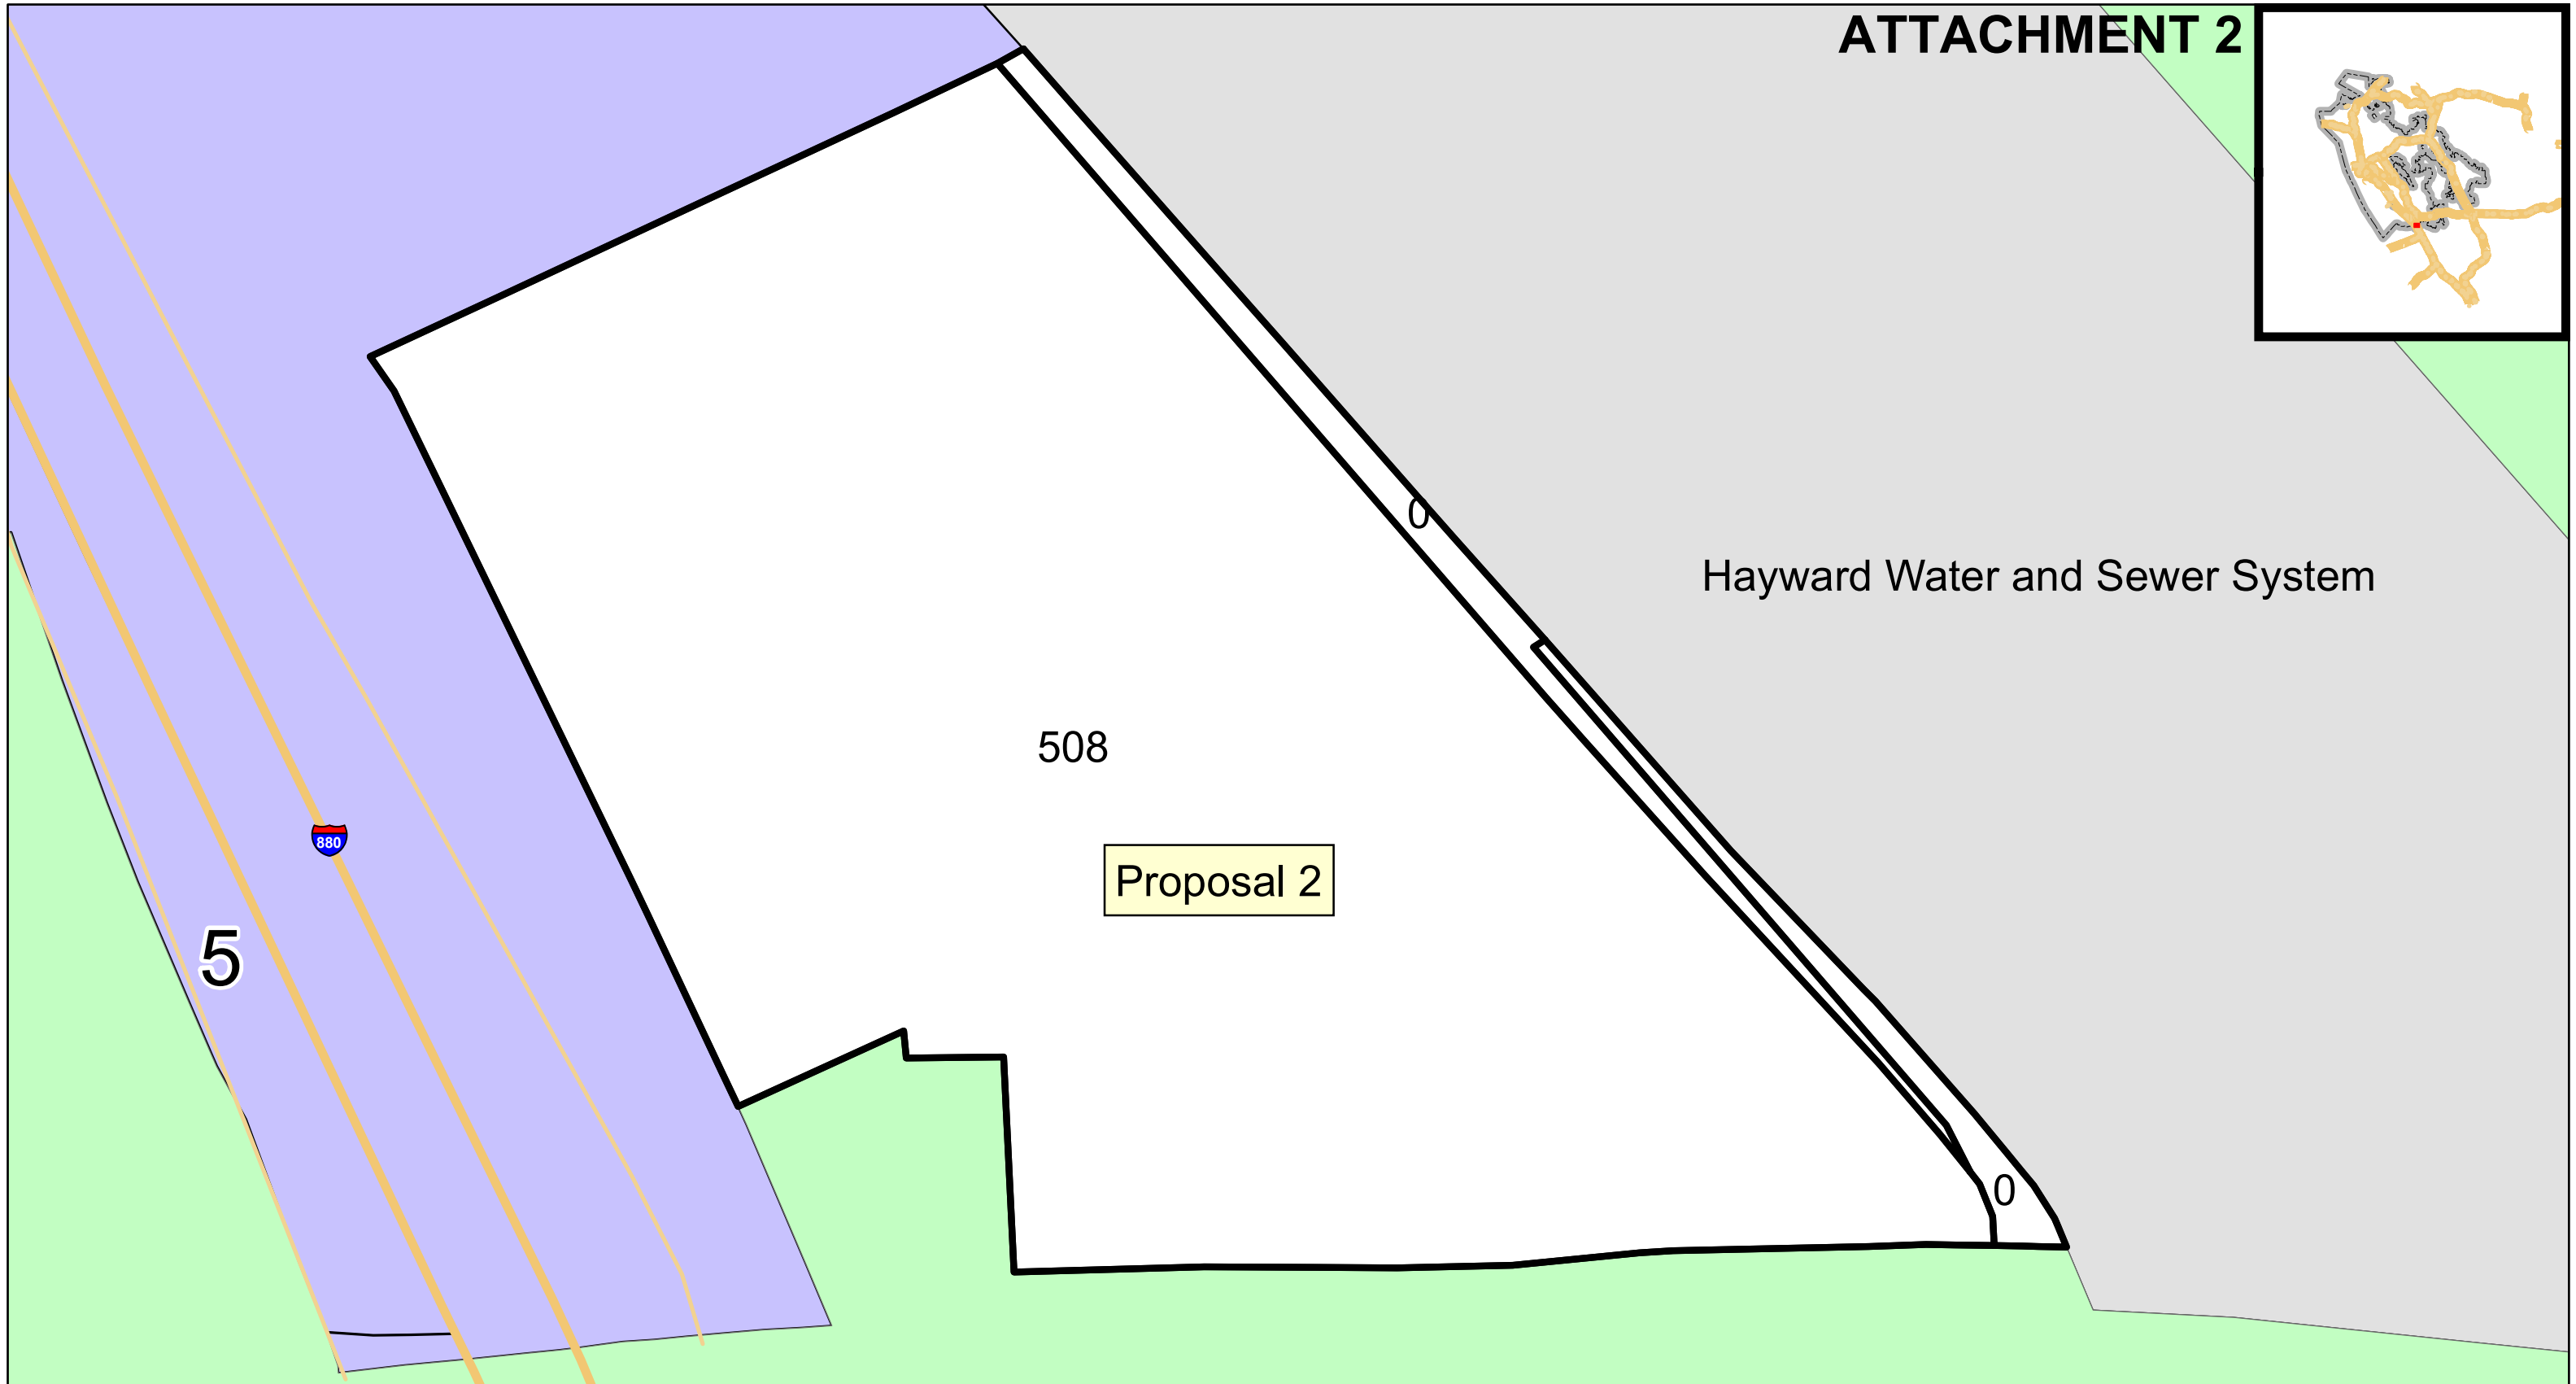 ATTACHMENT 2
0
Hayward Water and Sewer System
508
880
Proposal 2
5
0